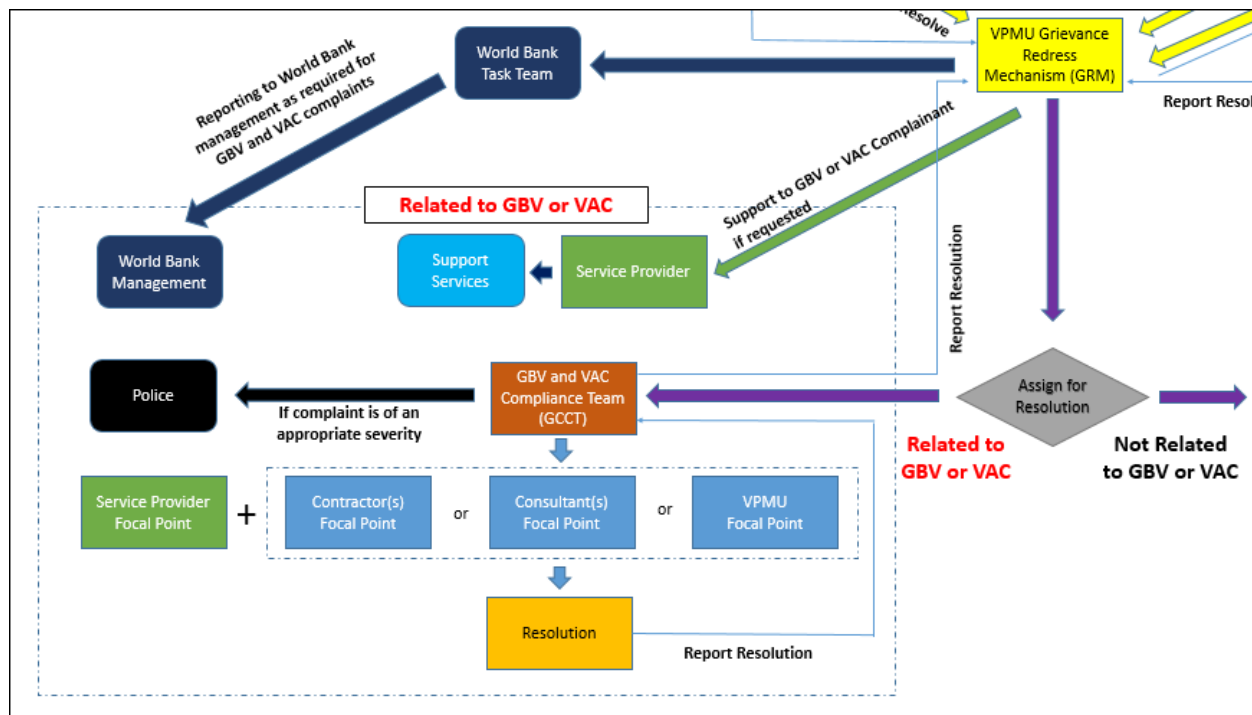 Resolve
World Bank
Task Team
VPMU Grievance
Redress
Mechanism (GRM)
Reporting to World Bank
management as required for
GBV and VAC complaints
Support to GBV or VAC Complainant
if requested
Related to GBV or VAC
World Bank
Management
Support
Services
Service Provider
Report Resolution
Police
If complaint is of an
appropriate severity
GBV and VAC
Compliance Team
(GCCT)
Assign for
Resolution
Related to
GBV or VAC
Not Related
to GBV or VAC
Service Provider
Focal Point
+
Contractor(s)
Focal Point
or
Consultant(s)
Focal Point
or
VPMU
Focal Point
Resolution
Report Resolution